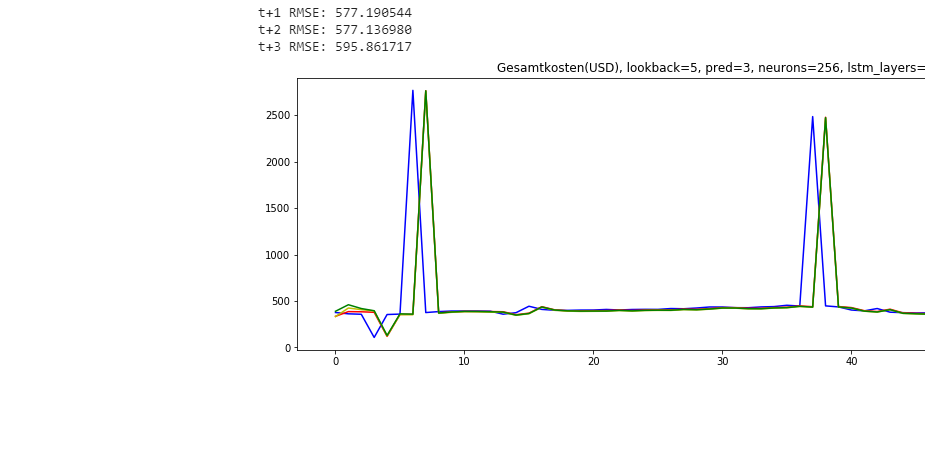 t+1 RMSE: 577.190544
t+2 RMSE: 577.136980
t+3 RMSE: 595.861717
Gesamtkosten(USD), lookback=5, pred=3, neurons=256, lstm_layers=
2500
2000
1500
1000
500
0
0 10 20 30 40